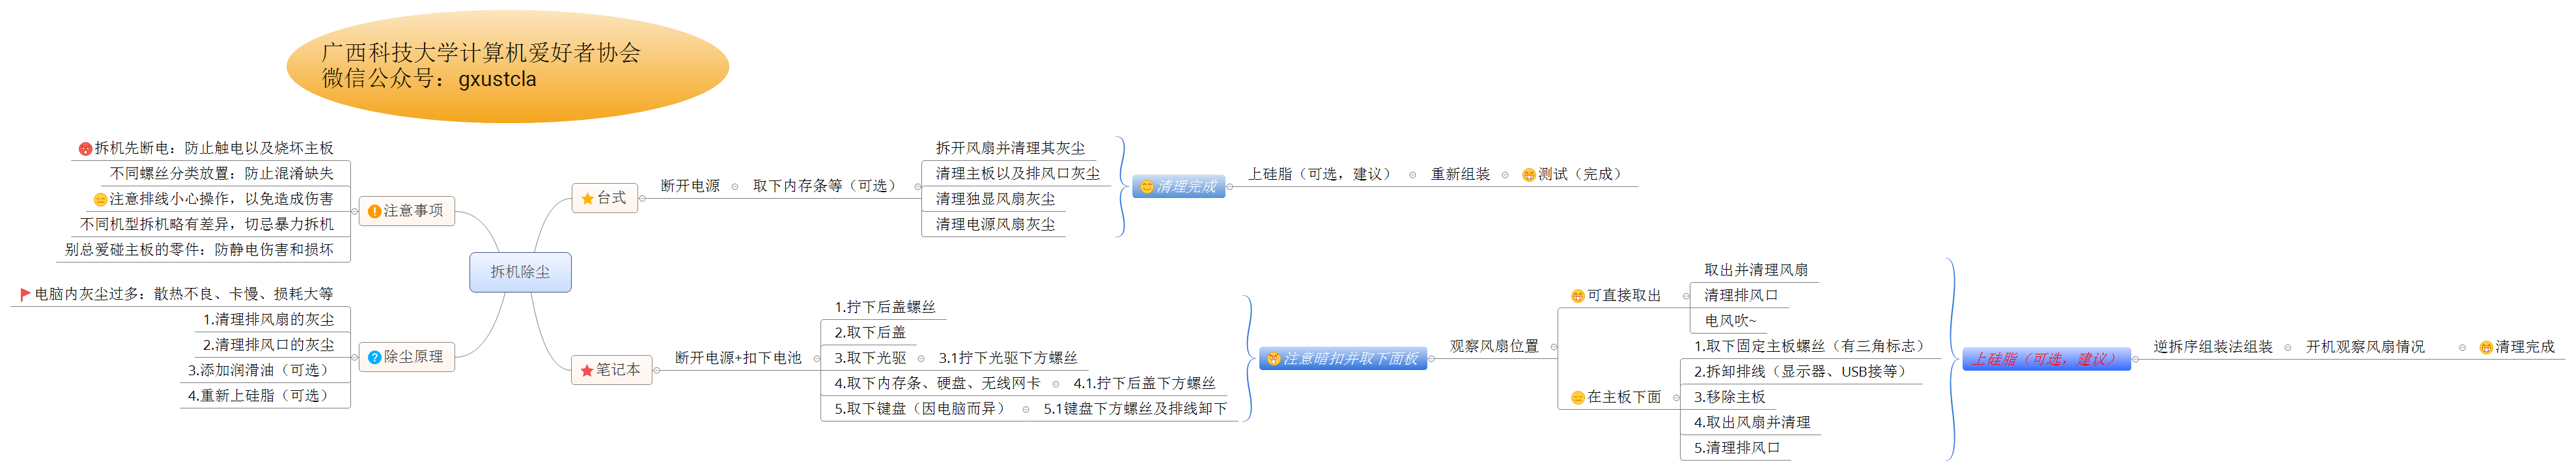 广西科技大学计算机爱好者协会
微信公众号：gxustcla
拆机除尘
注意事项
拆机先断电：防止触电以及烧坏主板
不同螺丝分类放置：防止混淆缺失
注意排线小心操作，以免造成伤害
不同机型拆机略有差异，切忌暴力拆机
别总爱碰主板的零件：防静电伤害和损坏
除尘原理
电脑内灰尘过多：散热不良、卡慢、损耗大等
1.清理排风扇的灰尘
2.清理排风口的灰尘
3.添加润滑油（可选）
4.重新上硅脂（可选）
台式
断开电源
取下内存条等（可选）
拆开风扇并清理其灰尘
清理主板以及排风口灰尘
清理独显风扇灰尘
清理电源风扇灰尘
清理完成
上硅脂（可选，建议）
重新组装
测试（完成）
笔记本
断开电源+扣下电池
1.拧下后盖螺丝
2.取下后盖
3.取下光驱
3.1拧下光驱下方螺丝
4.取下内存条、硬盘、无线网卡
4.1.拧下后盖下方螺丝
5.取下键盘（因电脑而异）
5.1键盘下方螺丝及排线卸下
注意暗扣并取下面板
观察风扇位置
可直接取出
取出并清理风扇
清理排风口
电风吹~
在主板下面
1.取下固定主板螺丝（有三角标志）
2.拆卸排线（显示器、USB接等）
3.移除主板
4.取出风扇并清理
5.清理排风口
上硅脂（可选，建议）
逆拆序组装法组装
开机观察风扇情况
清理完成